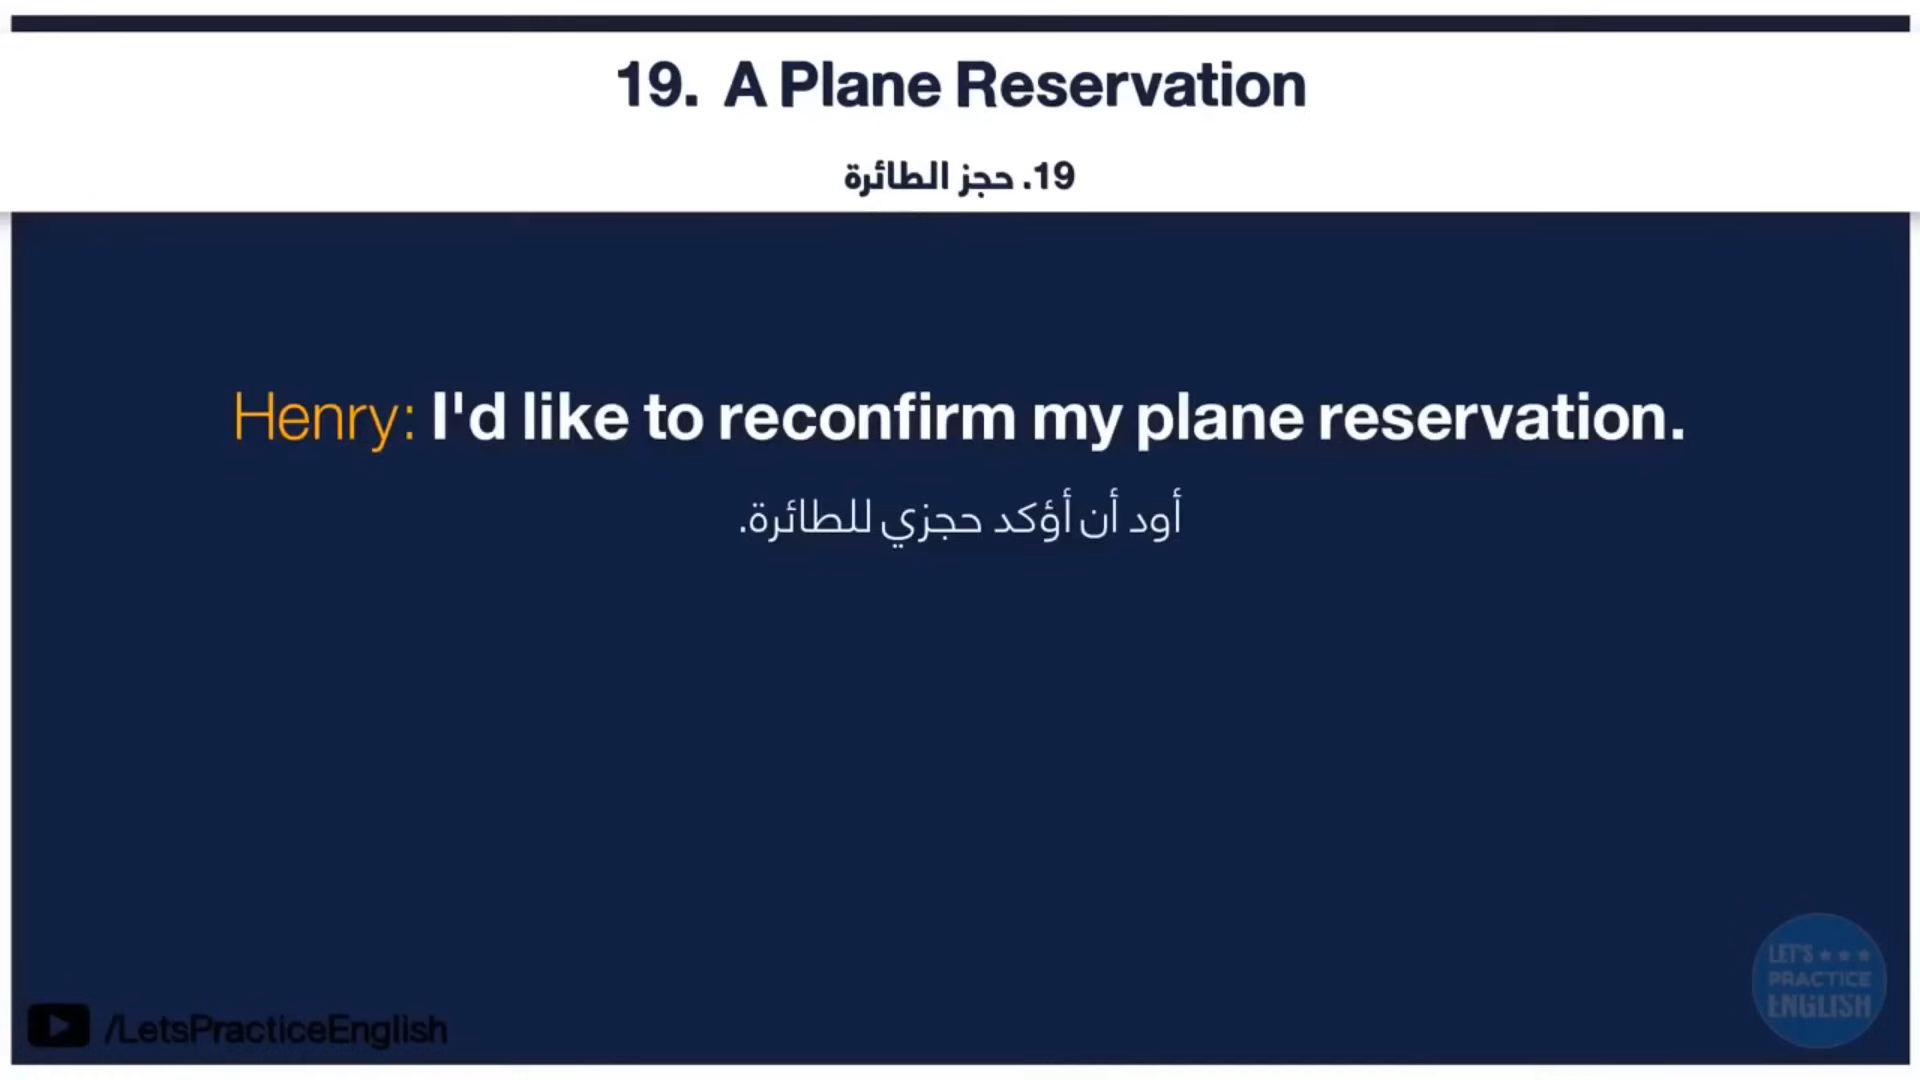 19. A Plane Reservation
19. حجز الطائرة
Henry: I'd like to reconfirm my plane reservation.
أود أن أؤكد حجزي للطائرة.
LET'S
PRACTICE
ENGLISH
/LetsPracticeEnglish